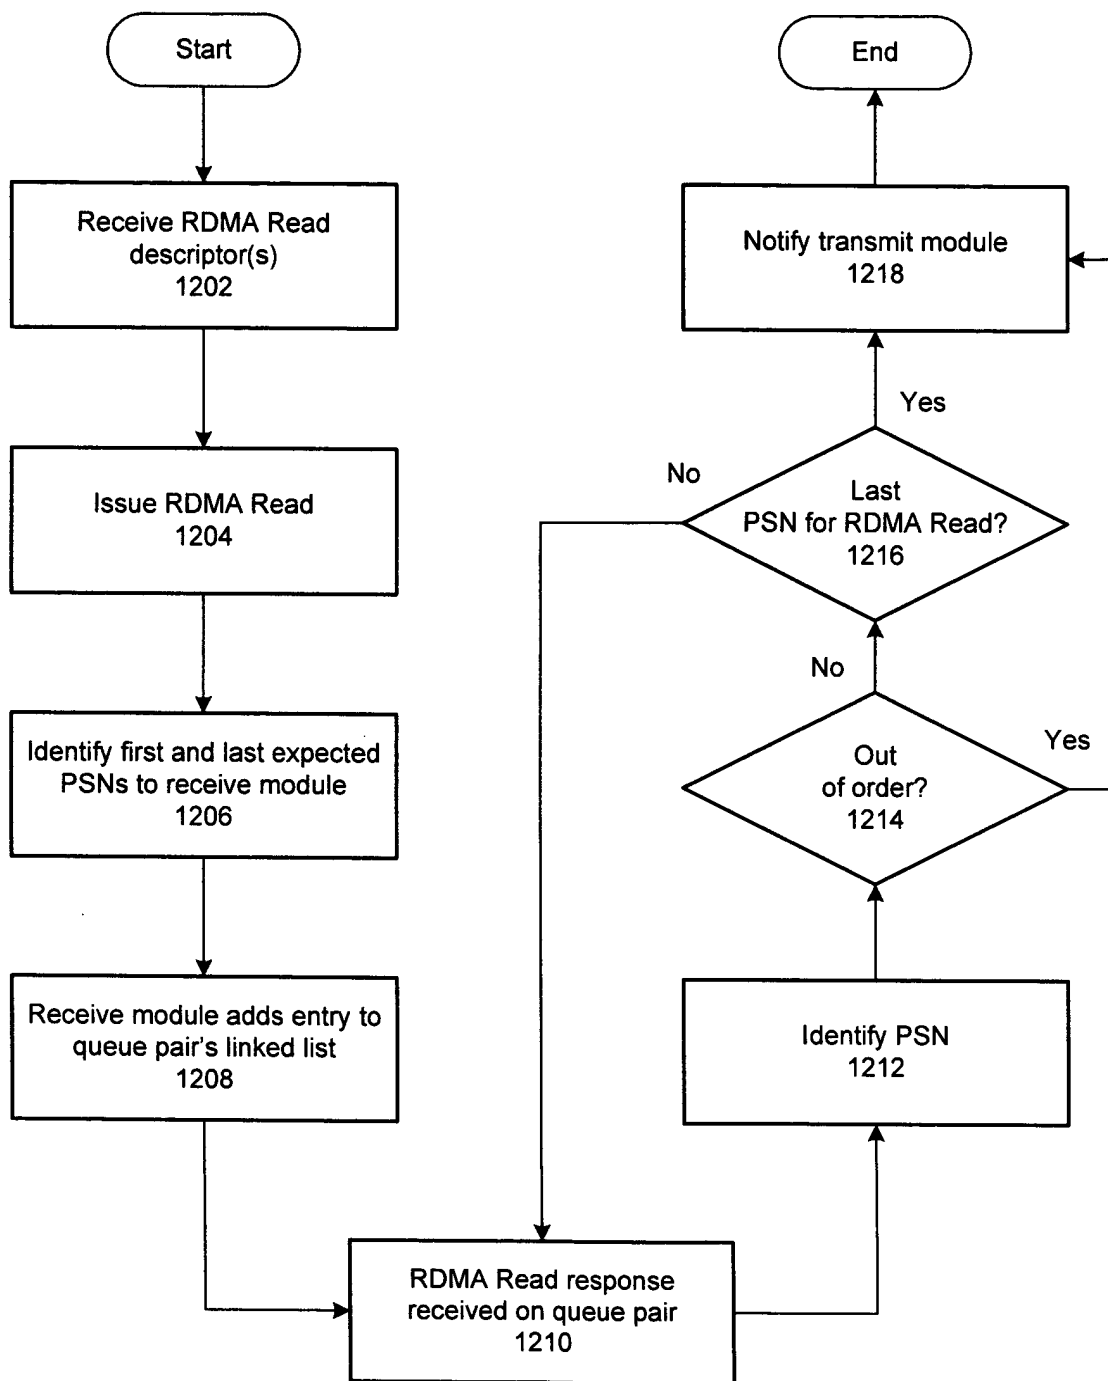 Start
Receive RDMA Read
descriptor(s)
1202
Issue RDMA Read
1204
Identify first and last expected
PSNs to receive module
1206
Receive module adds entry to
queue pair's linked list
1208
RDMA Read response
received on queue pair
1210
Identify PSN
1212
Out
of order?
1214
Yes
No
Last
PSN for RDMA Read?
1216
No
Yes
Notify transmit module
1218
End